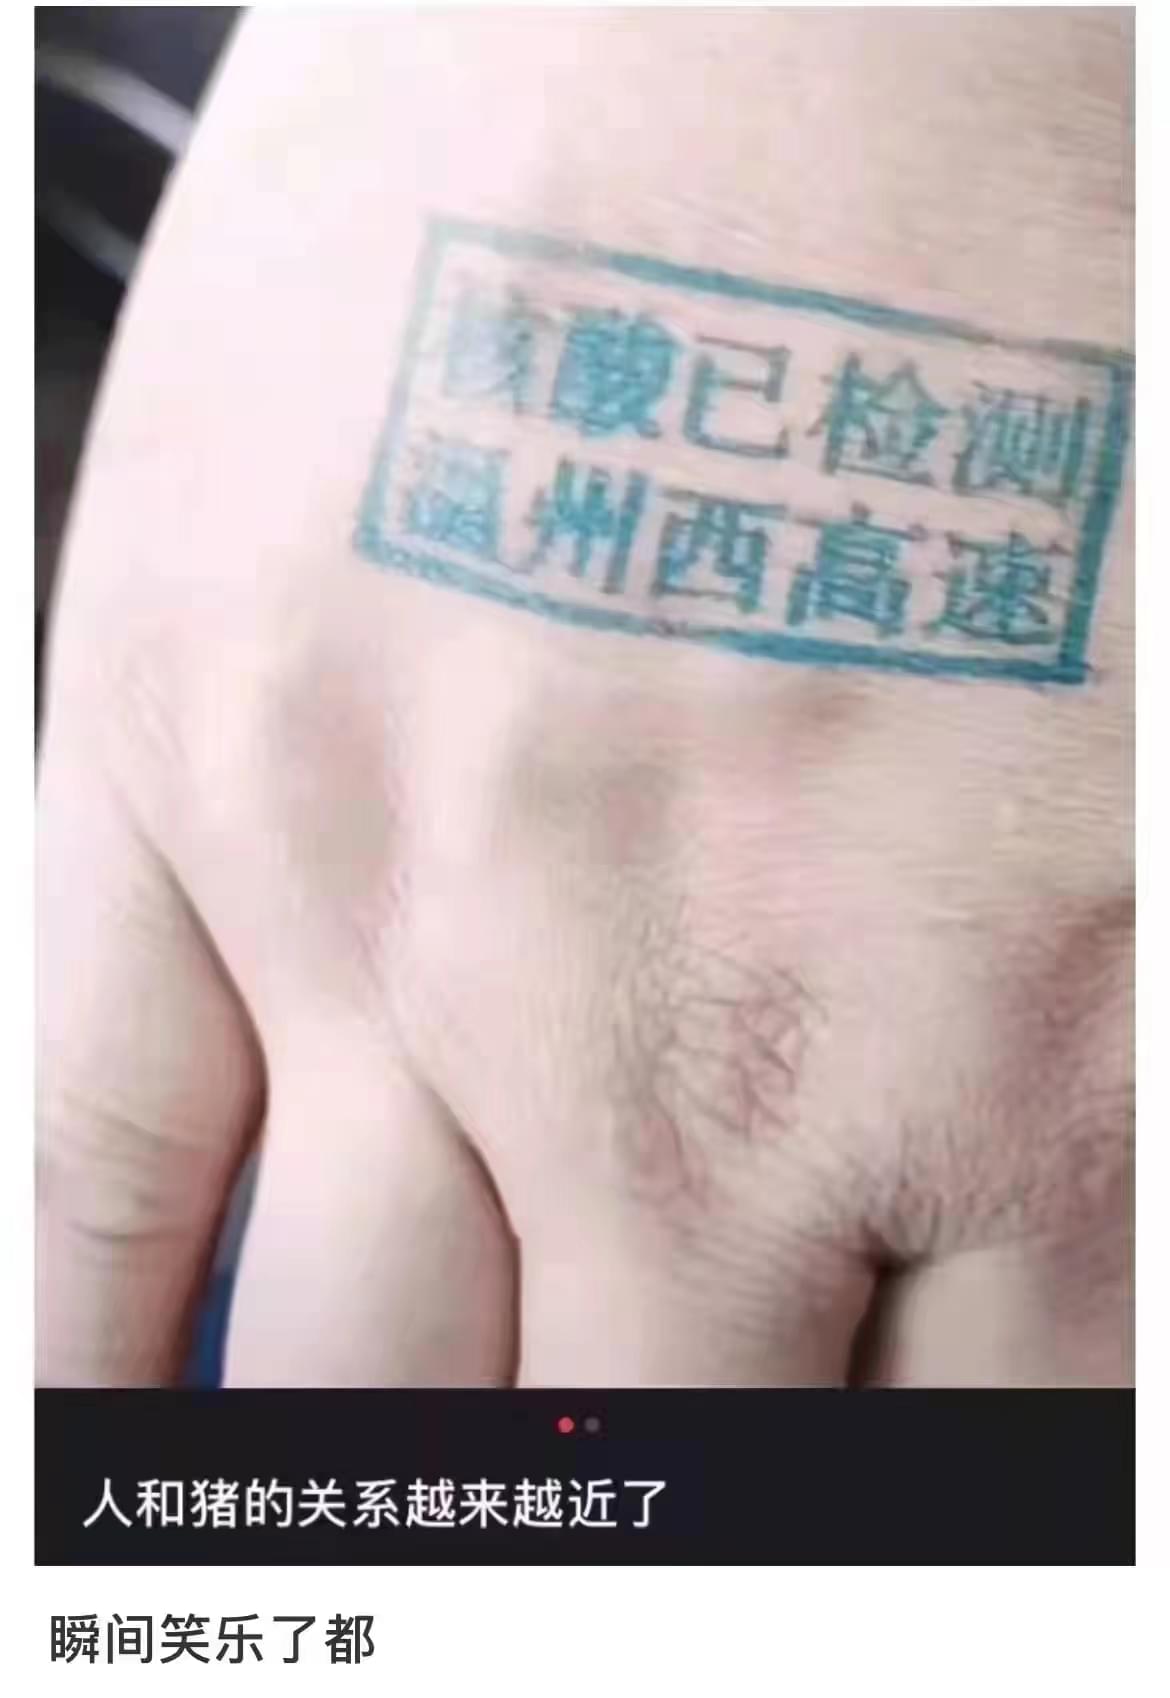 核酸已检测
温州西高速
人和猪的关系越来越近了
瞬间笑乐了都